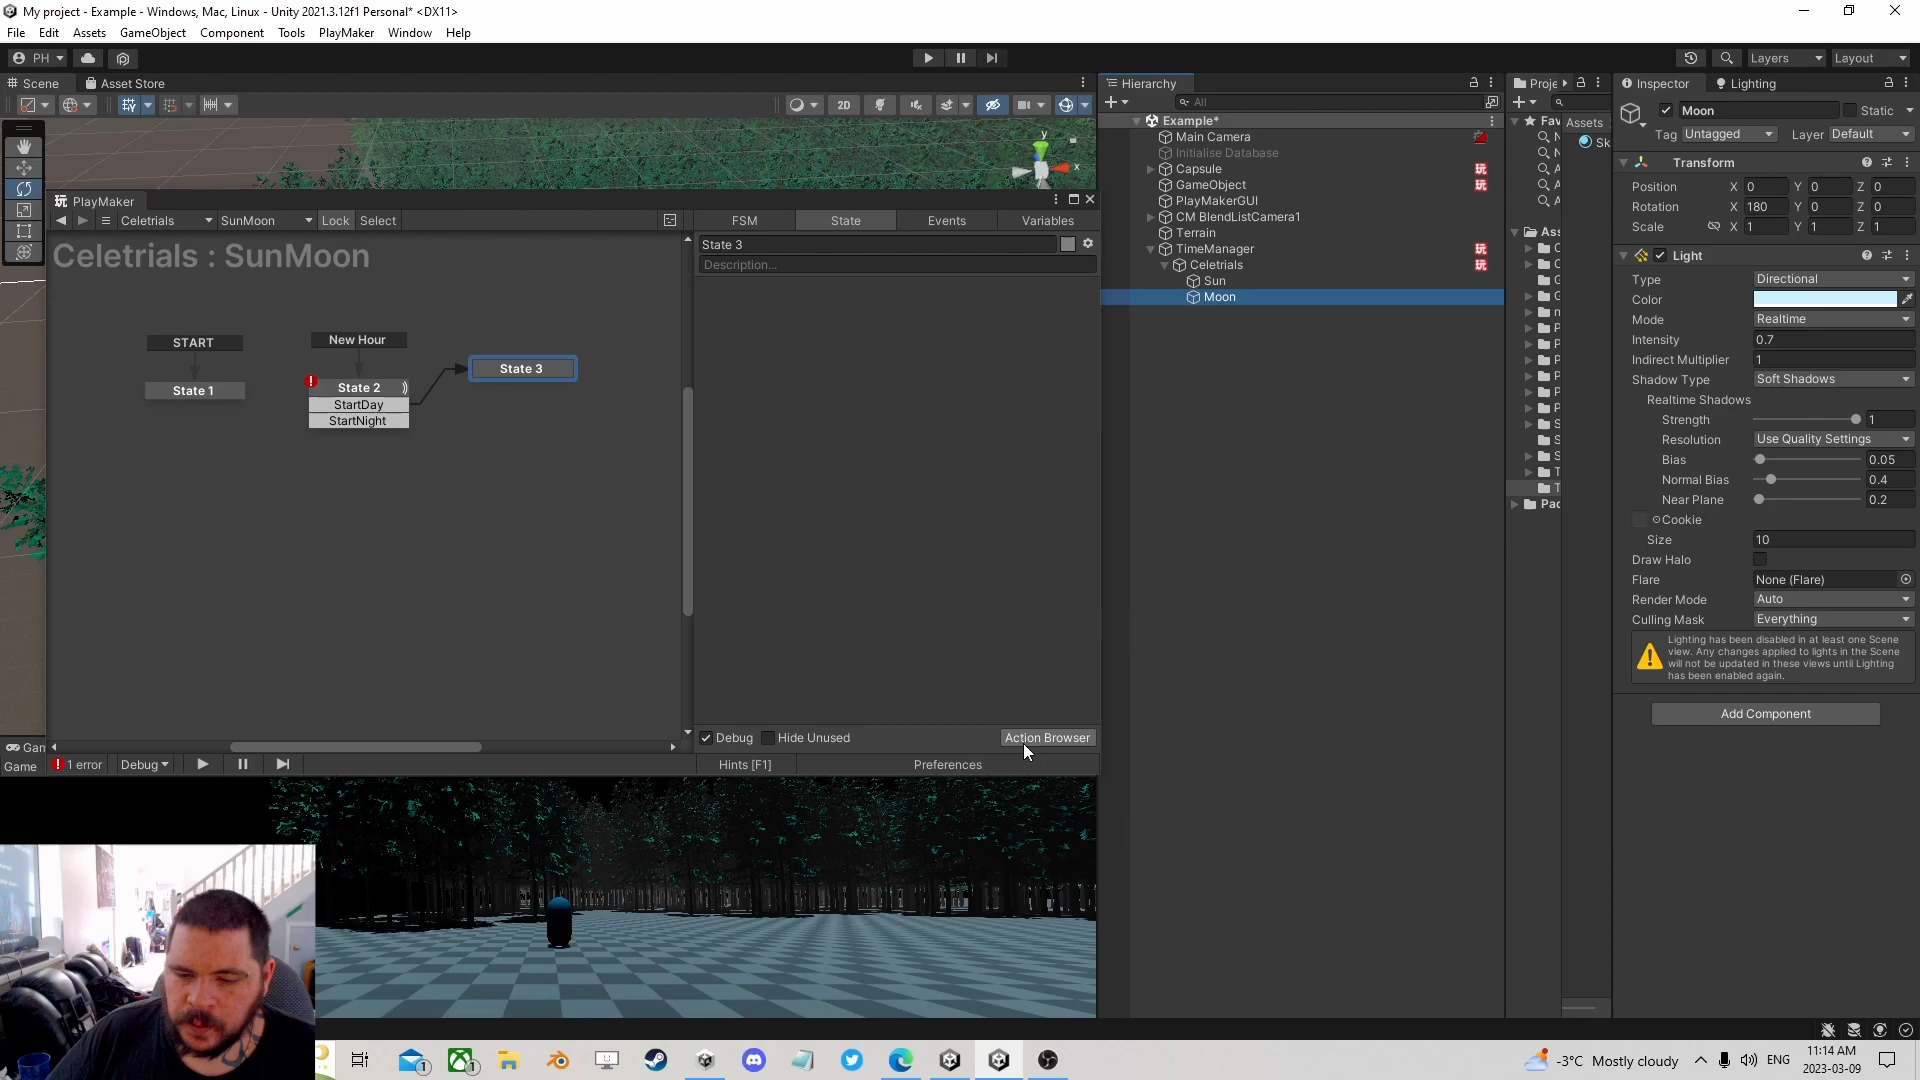 My project - Example - Windows, Mac, Linux - Unity 2021.3.12f1 Personal* <DX11>
File Edit Assets GameObject Component Tools PlayMaker Window Help
PH
Layers
Layout
Scene
Asset Store
2D
PlayMaker
Celetrials
SunMoon
Lock
Select
Celetrials : SunMoon
START
State 1
New Hour
State 2
StartDay
StartNight
State 3
FSM
State
Events
Variables
State 3
Description...
Debug
Hide Unused
Action Browser
Game
1 error
Debug
Hints [F1]
Preferences
Hierarchy
All
Example*
Main Camera
Initialise Database
Capsule
GameObject
PlayMakerGUI
CM BlendListCamera1
Terrain
TimeManager
Celetrials
Sun
Moon
Proje
Fav
Assets
Sk
Ass
Pac
Inspector
Lighting
Moon
Static
Tag Untagged
Layer Default
Transform
Position X 0 Y 0 Z 0
Rotation X 180 Y 0 Z 0
Scale X 1 Y 1 Z 1
Light
Type Directional
Color
Mode Realtime
Intensity 0.7
Indirect Multiplier 1
Shadow Type Soft Shadows
Realtime Shadows
Strength 1
Resolution Use Quality Settings
Bias 0.05
Normal Bias 0.4
Near Plane 0.2
Cookie
Size 10
Draw Halo
Flare None (Flare)
Render Mode Auto
Culling Mask Everything
Lighting has been disabled in at least one Scene
view. Any changes applied to lights in the Scene
will not be updated in these views until Lighting
has been enabled again.
Add Component
-3°C Mostly cloudy
ENG
11:14 AM
2023-03-09